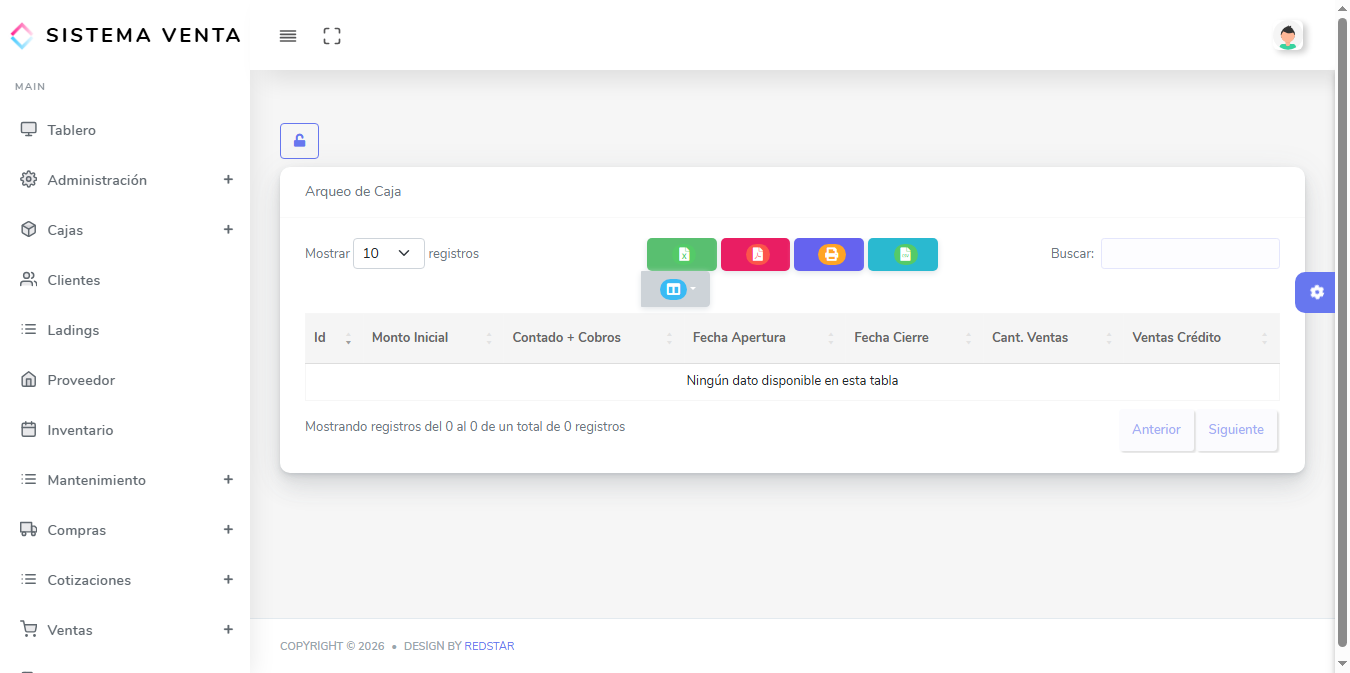 SISTEMA VENTA
MAIN
Tablero
Administración +
Cajas +
Clientes
Ladings
Proveedor
Inventario
Mantenimiento +
Compras +
Cotizaciones +
Ventas +
Arqueo de Caja
Mostrar 10 registros
Buscar:
Id Monto Inicial Contado + Cobros Fecha Apertura Fecha Cierre Cant. Ventas Ventas Crédito
Ningún dato disponible en esta tabla
Mostrando registros del 0 al 0 de un total de 0 registros
Anterior Siguiente
COPYRIGHT © 2026 • DESIGN BY REDSTAR